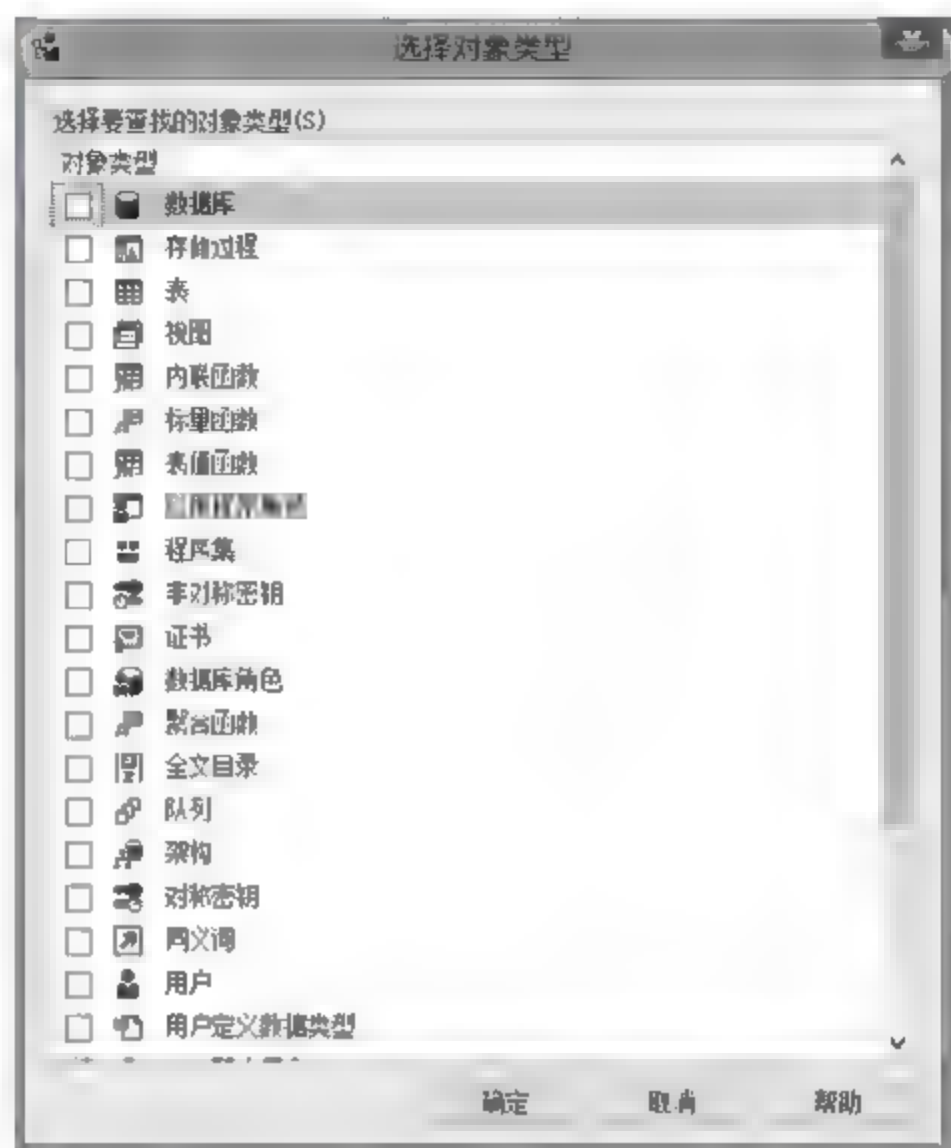 选择对象类型
选择要查找的对象类型(S)
对象类型
数据库
存储过程
表
视图
内联函数
标量函数
表值函数
程序集
非对称密钥
证书
数据库角色
聚合函数
全文目录
队列
架构
对称密钥
同义词
用户
用户定义数据类型
确定
取消
帮助